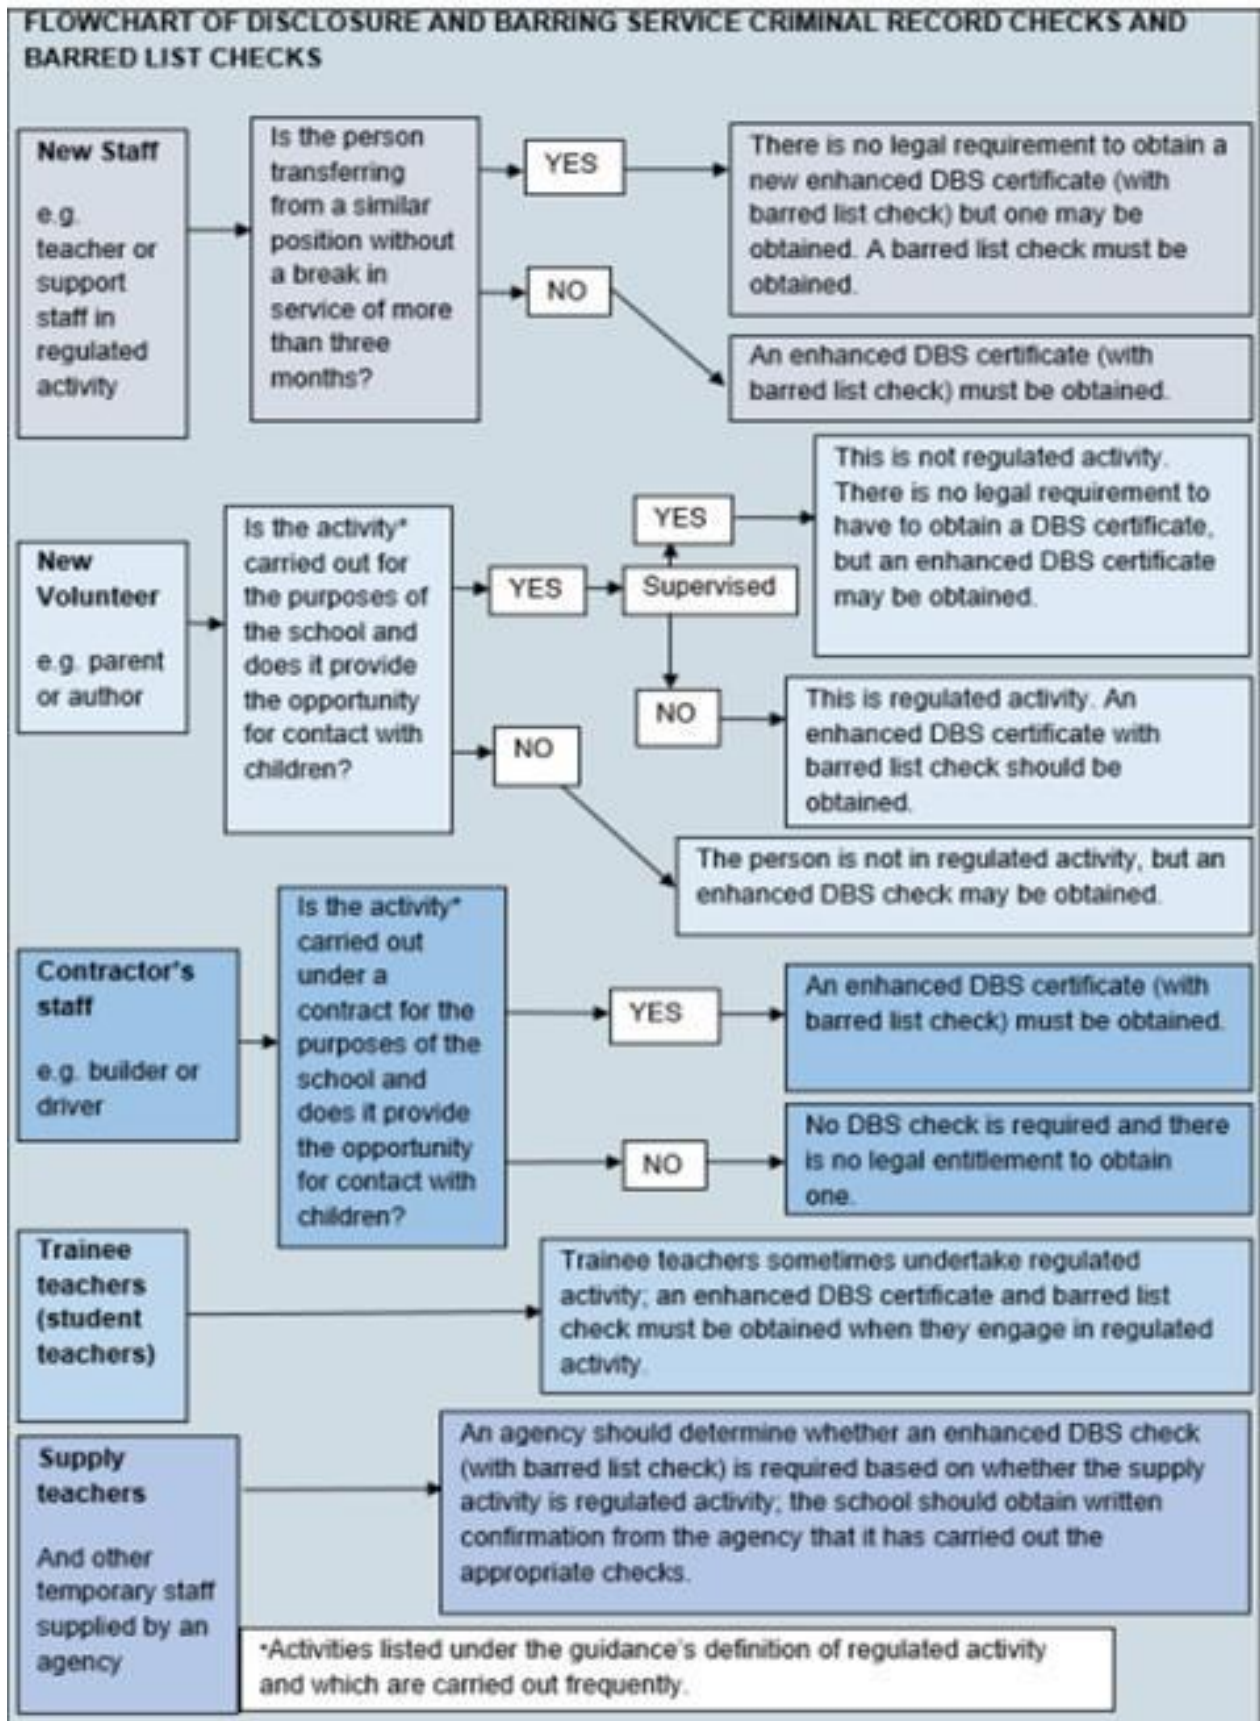 FLOWCHART OF DISCLOSURE AND BARRING SERVICE CRIMINAL RECORD CHECKS AND
BARRED LIST CHECKS
New Staff
e.g.
teacher or
support
staff in
regulated
activity
Is the person
transferring
from a similar
position without
a break in
service of more
than three
months?
YES
NO
There is no legal requirement to obtain a
new enhanced DBS certificate (with
barred list check) but one may be
obtained. A barred list check must be
obtained.
An enhanced DBS certificate (with
barred list check) must be obtained.
New
Volunteer
e.g. parent
or author
Is the activity*
carried out for
the purposes of
the school and
does it provide
the opportunity
for contact with
children?
YES
NO
Supervised
YES
NO
This is not regulated activity.
There is no legal requirement to
have to obtain a DBS certificate,
but an enhanced DBS certificate
may be obtained.
This is regulated activity. An
enhanced DBS certificate with
barred list check should be
obtained.
The person is not in regulated activity, but an
enhanced DBS check may be obtained.
Contractor's
staff
e.g. builder or
driver
Is the activity*
carried out
under a
contract for the
purposes of the
school and
does it provide
the opportunity
for contact with
children?
YES
NO
An enhanced DBS certificate (with
barred list check) must be obtained.
No DBS check is required and there
is no legal entitlement to obtain
one.
Trainee
teachers
(student
teachers)
Trainee teachers sometimes undertake regulated
activity; an enhanced DBS certificate and barred list
check must be obtained when they engage in regulated
activity.
Supply
teachers
And other
temporary staff
supplied by an
agency
An agency should determine whether an enhanced DBS check
(with barred list check) is required based on whether the supply
activity is regulated activity; the school should obtain written
confirmation from the agency that it has carried out the
appropriate checks.
*Activities listed under the guidance's definition of regulated activity
and which are carried out frequently.